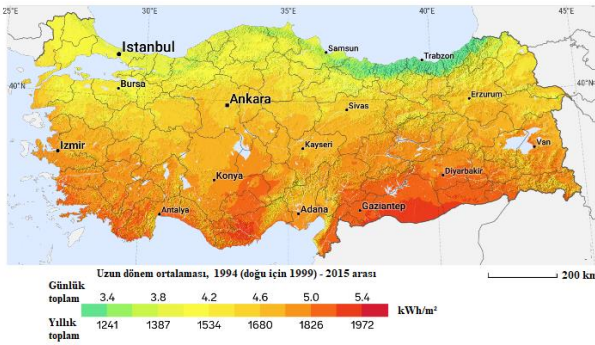 25°E 30°E 35°E 40°E 45°E
Istanbul
Samsun
Trabzon
40°N
Bursa
40°N
Ankara
Erzurum
Sivas
Izmir
Kayseri
Van
Konya
Diyarbakir
Antalya
Adana
Gaziantep
Uzun dönem ortalaması, 1994 (doğu için 1999) - 2015 arası
200 km
Günlük toplam 3.4 3.8 4.2 4.6 5.0 5.4
kWh/m²
Yıllık toplam 1241 1387 1534 1680 1826 1972